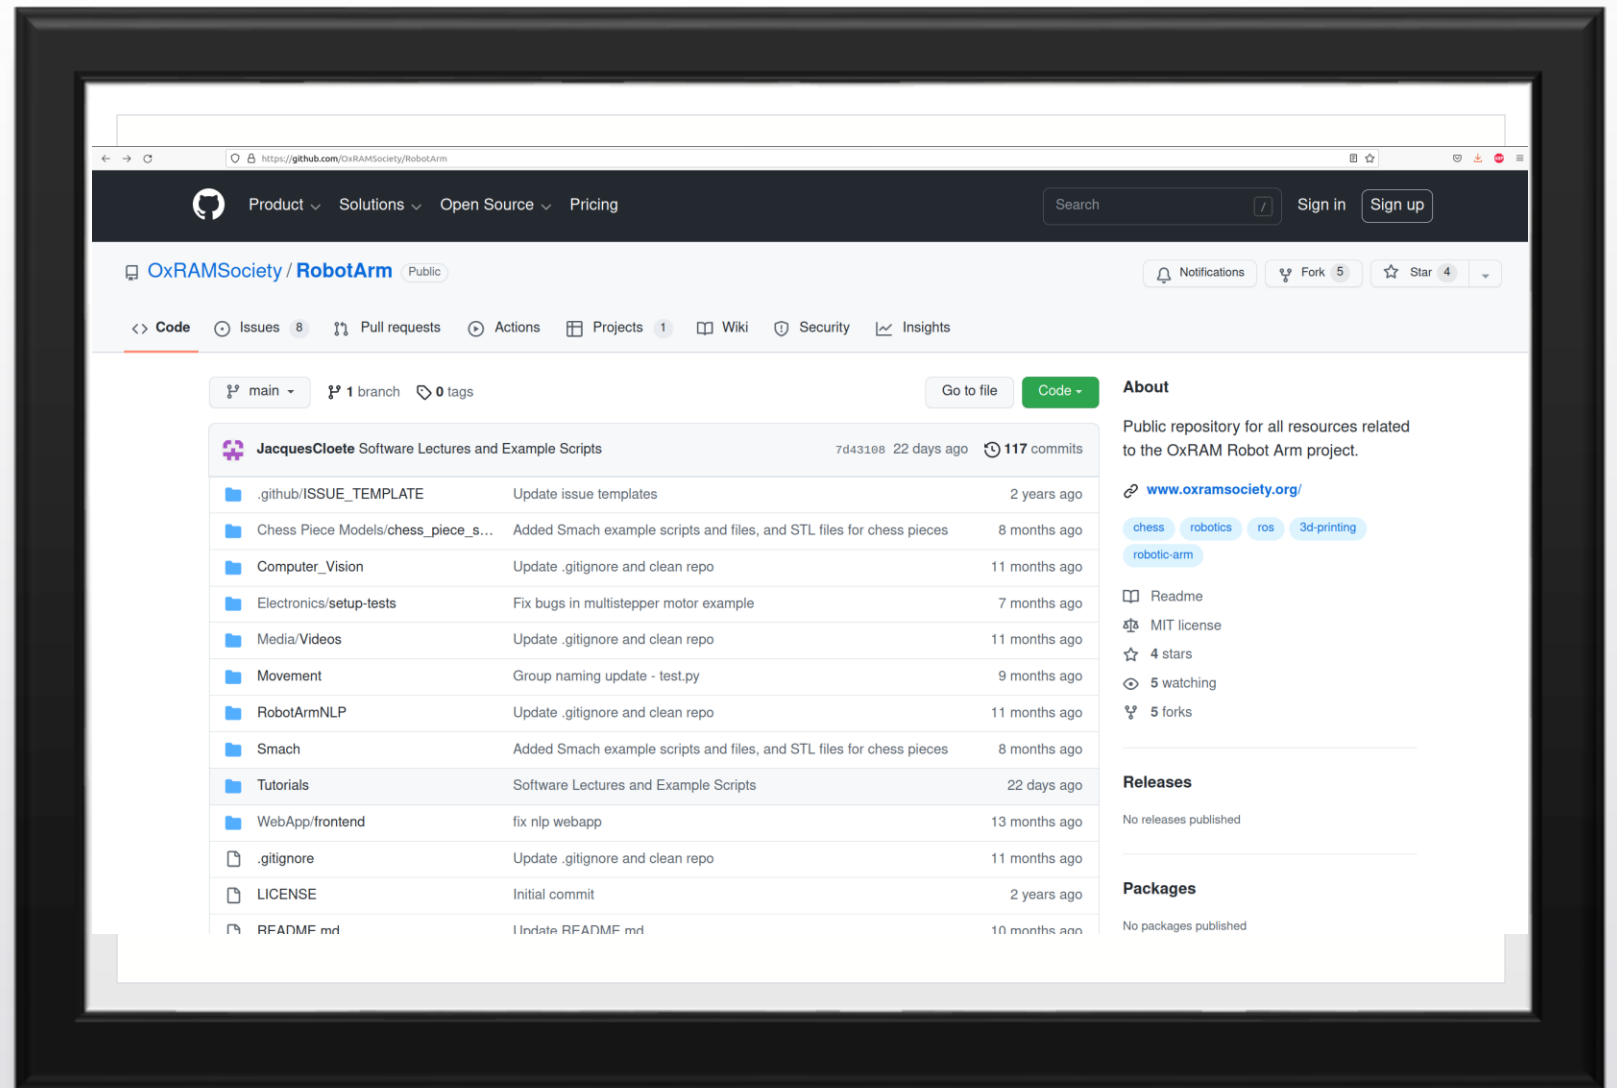 https://github.com/OxRAMSociety/RobotArm
Product Solutions Open Source Pricing Search / Sign in Sign up
OxRAMSociety / RobotArm Public Notifications Fork 5 Star 4
Code Issues 8 Pull requests Actions Projects 1 Wiki Security Insights
main 1 branch 0 tags Go to file Code
JacquesCloete Software Lectures and Example Scripts 7d43108 22 days ago 117 commits
.github/ISSUE_TEMPLATE Update issue templates 2 years ago
Chess Piece Models/chess_piece_s... Added Smach example scripts and files, and STL files for chess pieces 8 months ago
Computer_Vision Update .gitignore and clean repo 11 months ago
Electronics/setup-tests Fix bugs in multistepper motor example 7 months ago
Media/Videos Update .gitignore and clean repo 11 months ago
Movement Group naming update - test.py 9 months ago
RobotArmNLP Update .gitignore and clean repo 11 months ago
Smach Added Smach example scripts and files, and STL files for chess pieces 8 months ago
Tutorials Software Lectures and Example Scripts 22 days ago
WebApp/frontend fix nlp webapp 13 months ago
.gitignore Update .gitignore and clean repo 11 months ago
LICENSE Initial commit 2 years ago
README.md Update README.md 10 months ago
About
Public repository for all resources related
to the OxRAM Robot Arm project.
www.oxramsociety.org/
chess robotics ros 3d-printing
robotic-arm
Readme
MIT license
4 stars
5 watching
5 forks
Releases
No releases published
Packages
No packages published